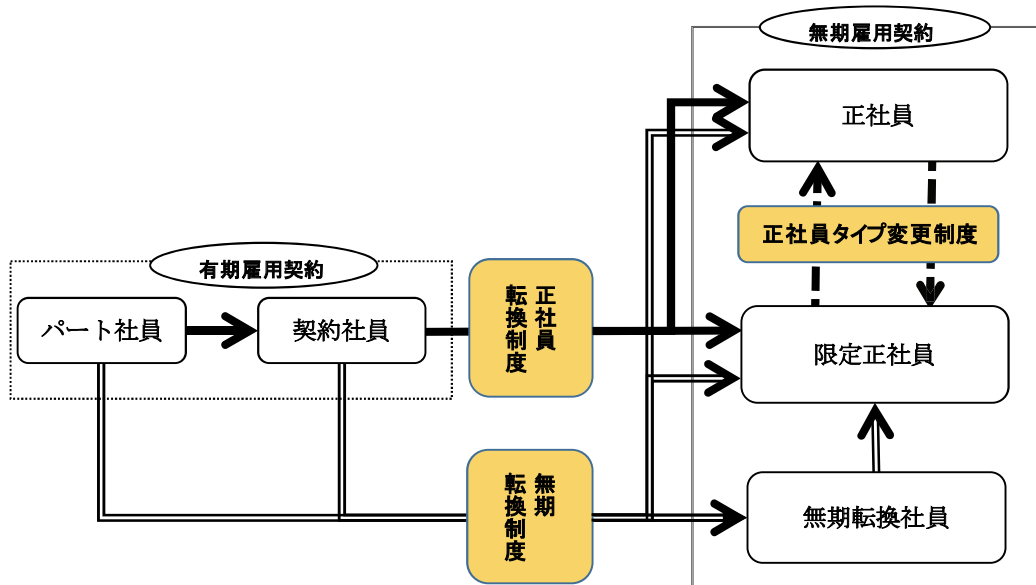 無期雇用契約
正社員
正社員タイプ変更制度
有期雇用契約
パート社員
契約社員
正社員
転換制度
限定正社員
無期
転換制度
無期転換社員